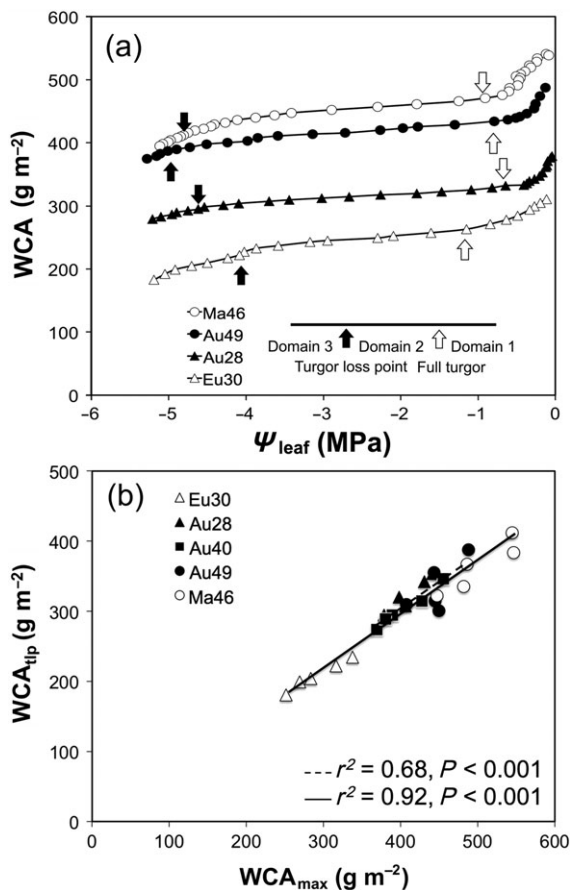 (a)
600
500
400
300
200
100
0
WCA (g m⁻²)
Ma46
Au49
Au28
Eu30
Domain 3 Domain 2 Domain 1
Turgor loss point Full turgor
−6 −5 −4 −3 −2 −1 0
Ψleaf (MPa)
(b)
500
400
300
200
100
0
WCAtlp (g m⁻²)
Eu30
Au28
Au40
Au49
Ma46
r² = 0.68, P < 0.001
r² = 0.92, P < 0.001
0 100 200 300 400 500 600
WCAmax (g m⁻²)